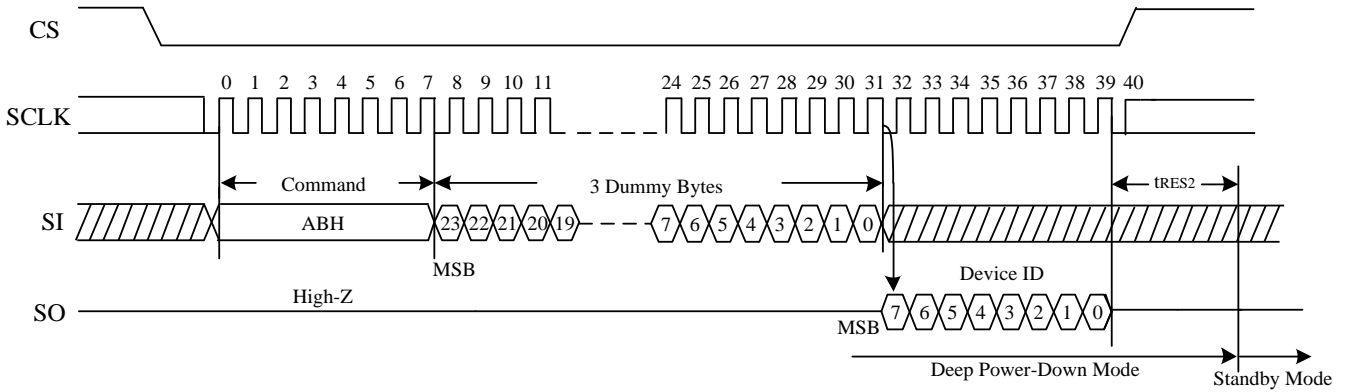 CS
0 1 2 3 4 5 6 7 8 9 10 11 24 25 26 27 28 29 30 31 32 33 34 35 36 37 38 39 40
SCLK
Command 3 Dummy Bytes tRES2
SI ABH 23 22 21 20 19 7 6 5 4 3 2 1 0
MSB Device ID
High-Z
SO 7 6 5 4 3 2 1 0
MSB
Deep Power-Down Mode Standby Mode